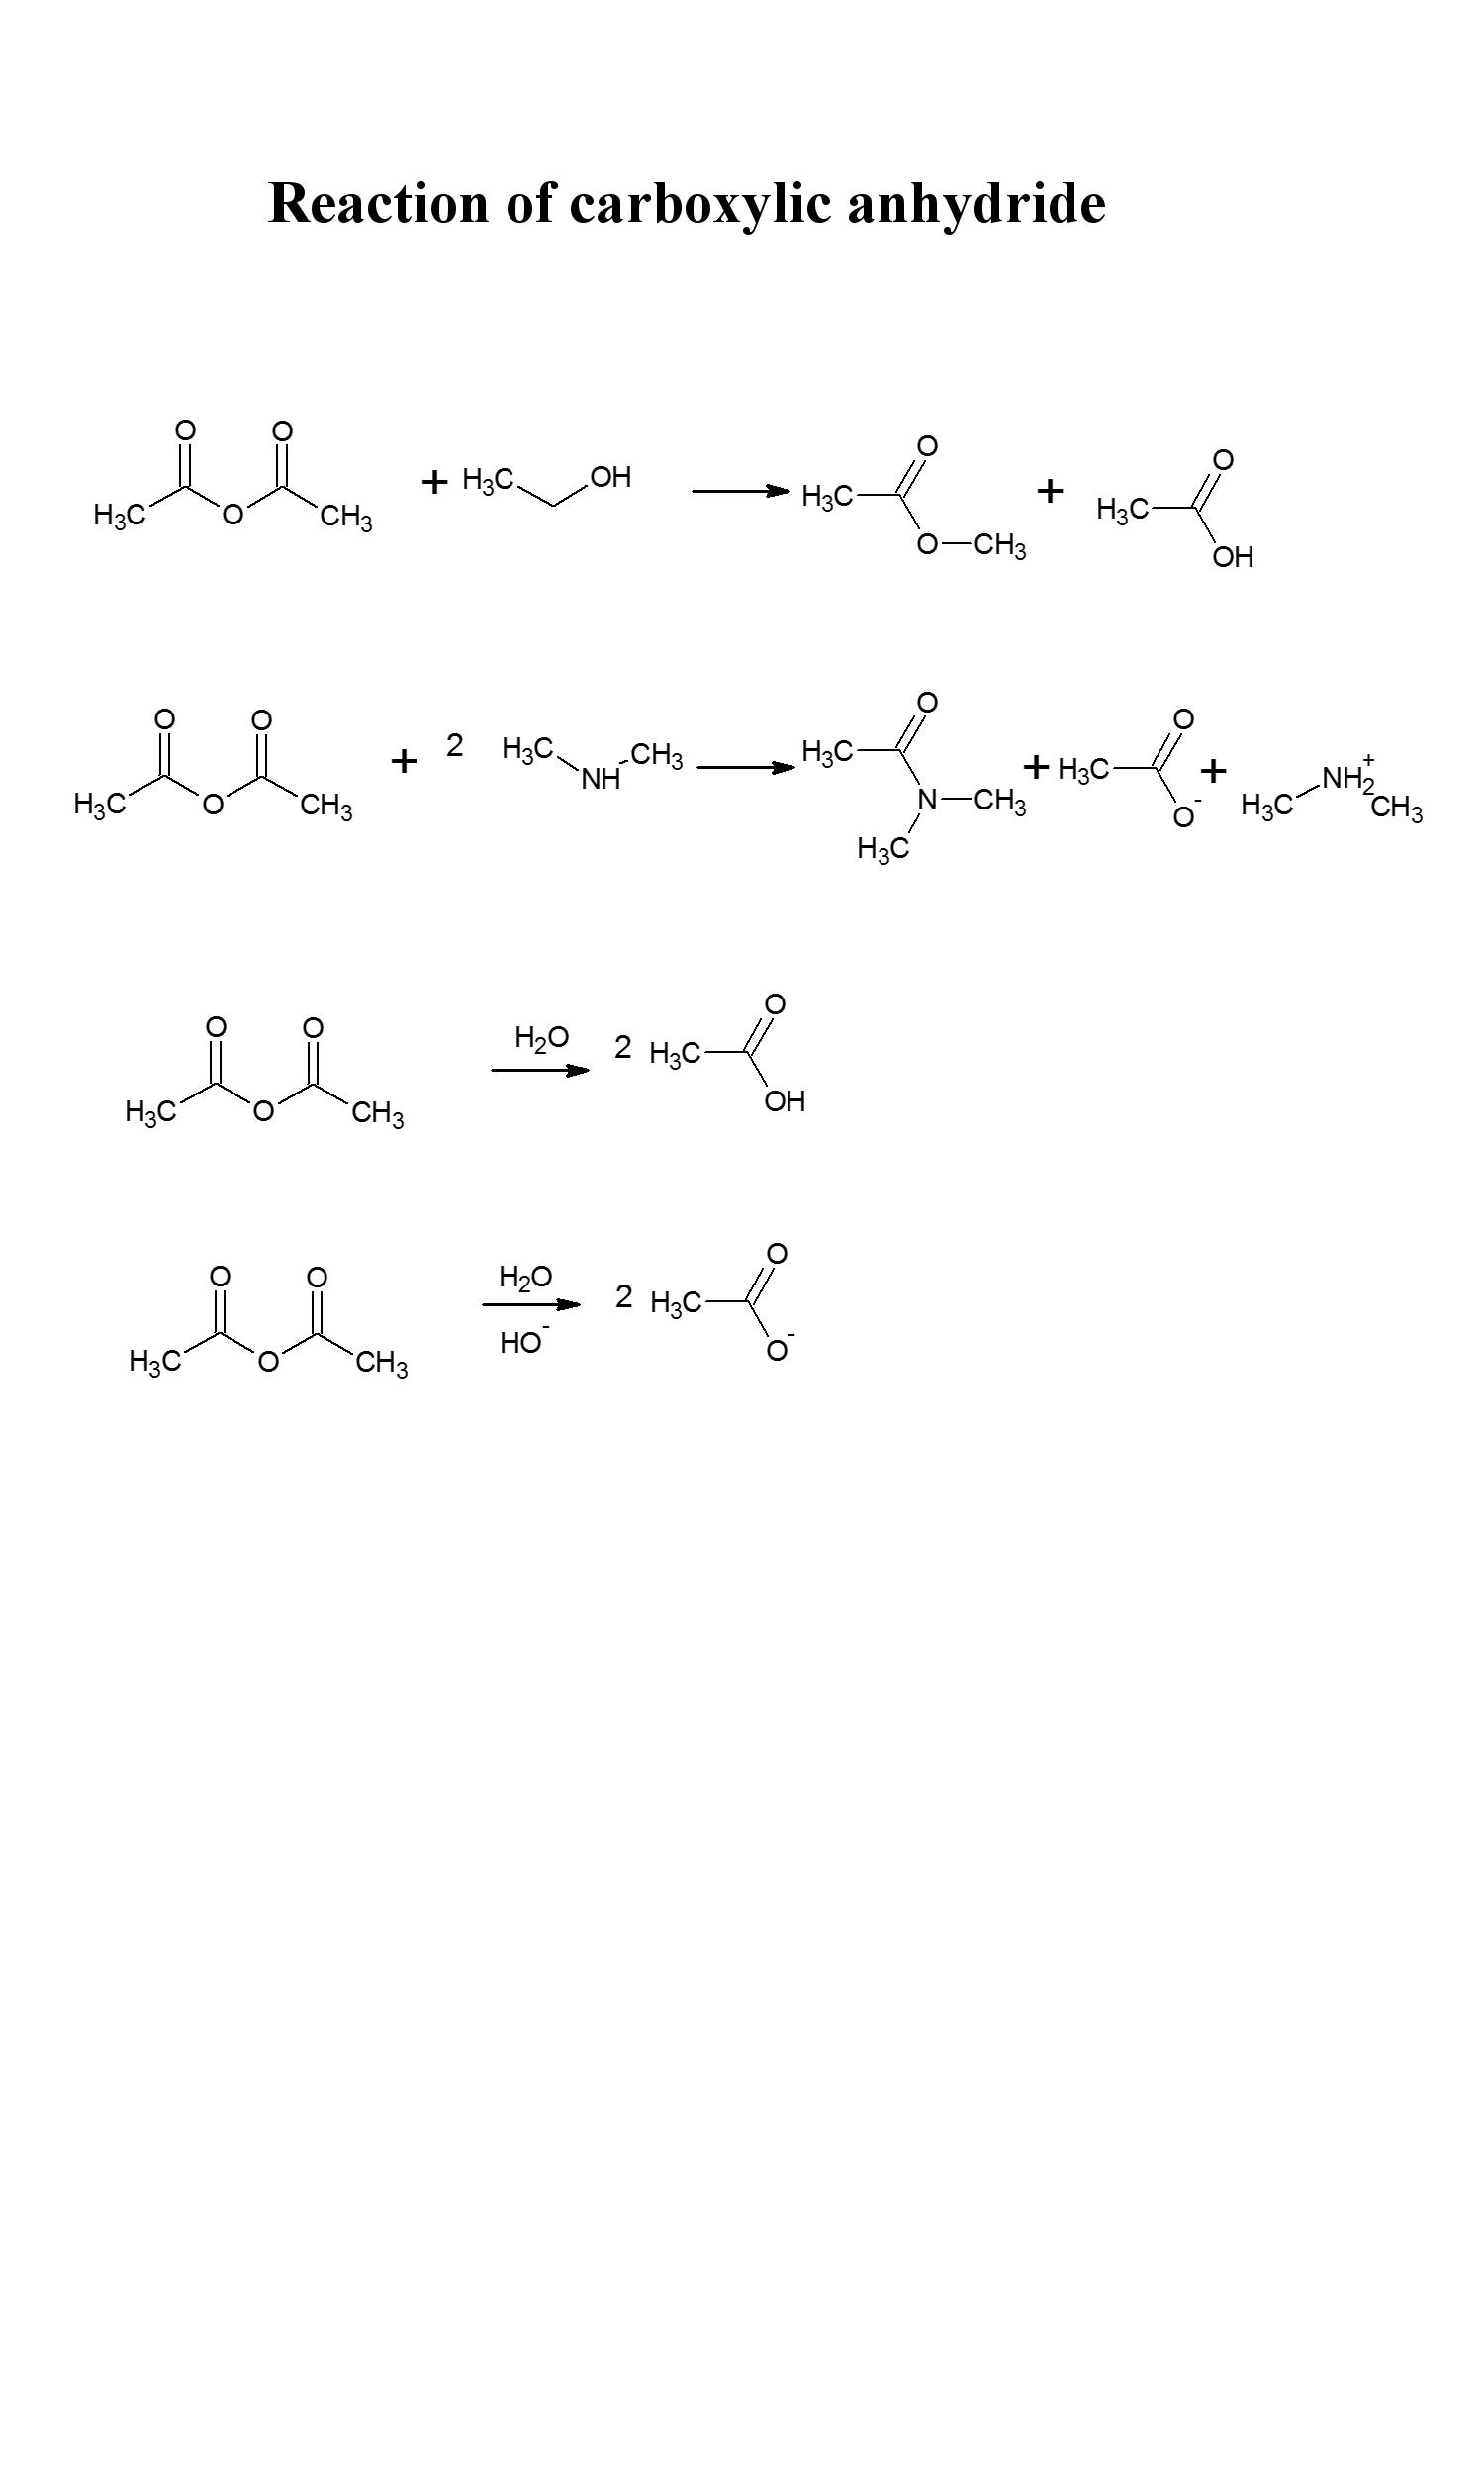 Reaction of carboxylic anhydride
O O O O
H3C O CH3 + H3C OH H3C O CH3 + H3C OH
O O O O
H3C O CH3 + 2 H3C NH CH3 H3C N CH3 H3C + H3C O- + H3C NH2+ CH3
O O H2O O
H3C O CH3 2 H3C OH
O O H2O O
H3C O CH3 HO- 2 H3C O-